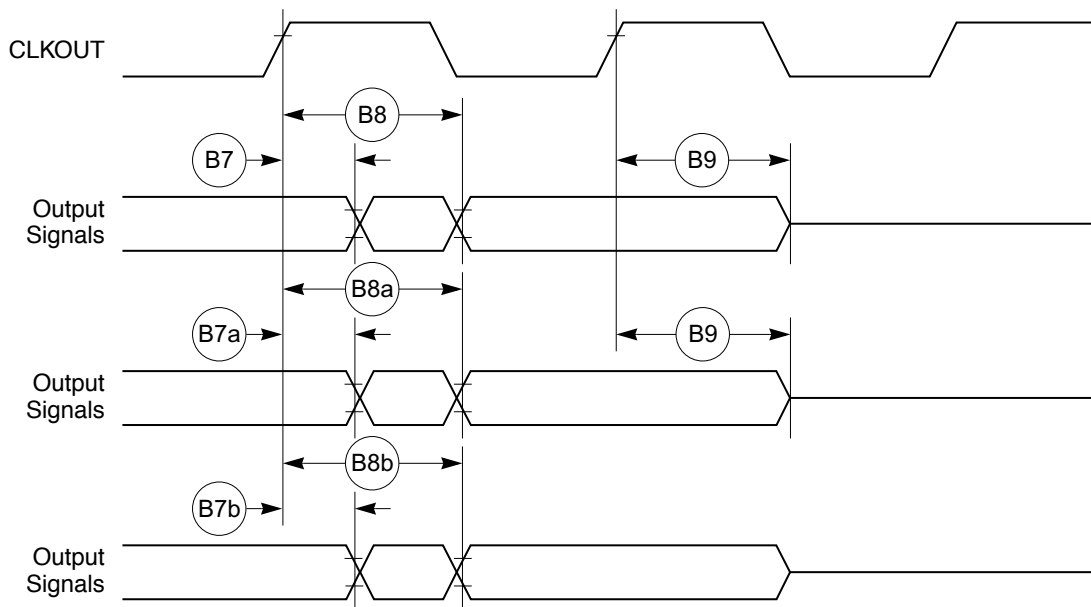 CLKOUT
B8
B7
B9
Output
Signals
B8a
B7a
B9
Output
Signals
B8b
B7b
Output
Signals